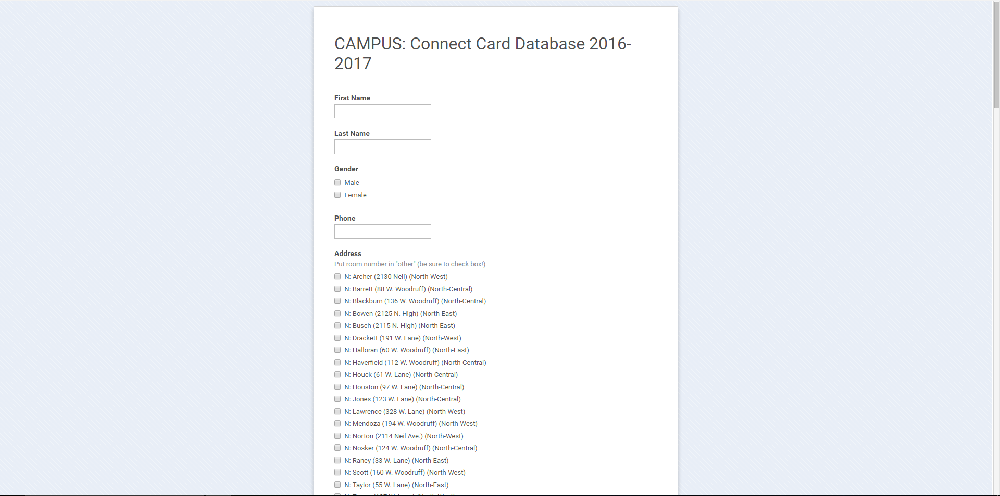 CAMPUS: Connect Card Database 2016-
2017
First Name
Last Name
Gender
Male
Female
Phone
Address
Put room number in "other" (be sure to check box!)
N: Archer (2130 Neil) (North-West)
N: Barrett (88 W. Woodruff) (North-Central)
N: Blackburn (136 W. Woodruff) (North-Central)
N: Bowen (2125 N. High) (North-East)
N: Busch (2115 N. High) (North-East)
N: Drackett (191 W. Lane) (North-West)
N: Halloran (60 W. Woodruff) (North-East)
N: Haverfield (112 W. Woodruff) (North-Central)
N: Houck (61 W. Lane) (North-Central)
N: Houston (97 W. Lane) (North-Central)
N: Jones (123 W. Lane) (North-Central)
N: Lawrence (328 W. Lane) (North-West)
N: Mendoza (194 W. Woodruff) (North-West)
N: Norton (2114 Neil Ave.) (North-West)
N: Nosker (124 W. Woodruff) (North-Central)
N: Raney (33 W. Lane) (North-East)
N: Scott (160 W. Woodruff) (North-West)
N: Taylor (55 W. Lane) (North-East)